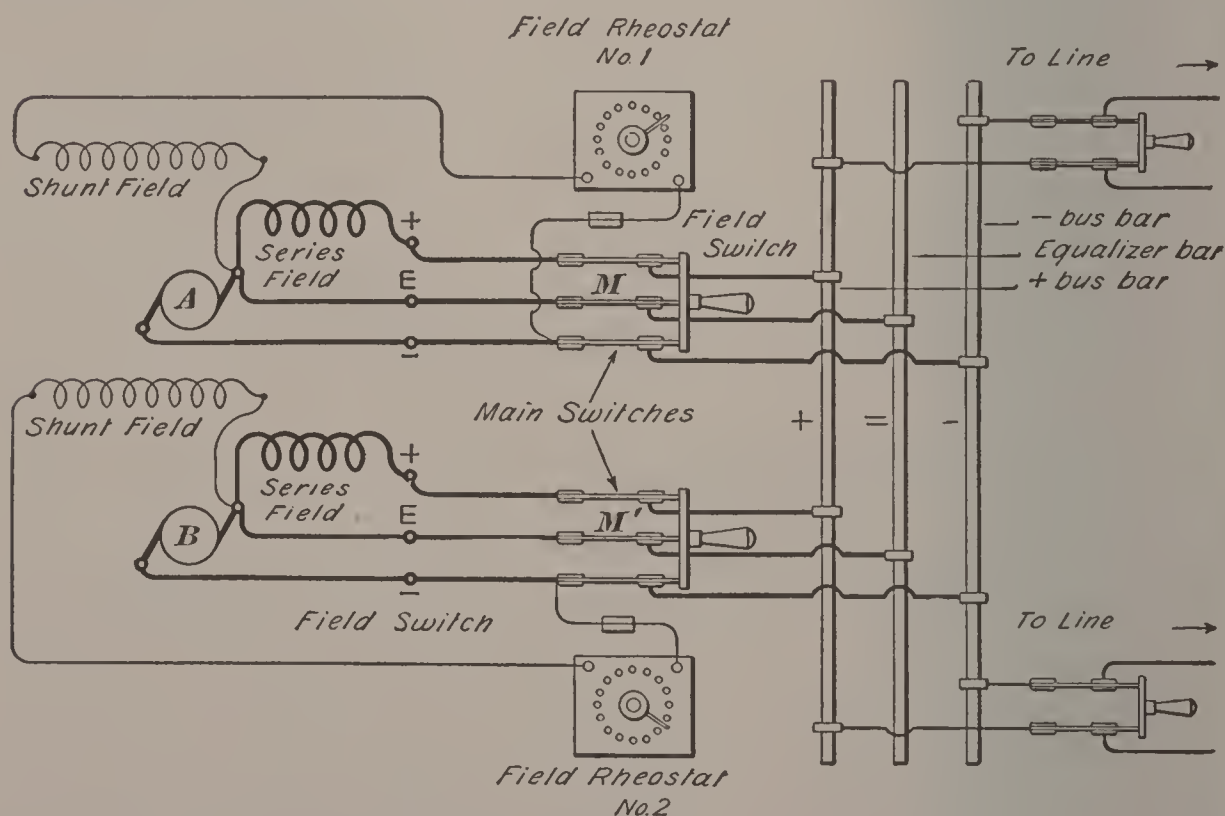 Field Rheostat
No. 1
To Line
Shunt Field
Series
Field
+
Field
Switch
- bus bar
Equalizer bar
+ bus bar
E
M
A
-
Main Switches
+ = -
Shunt Field
Series
Field
+
E
M'
B
-
Field Switch
To Line
Field Rheostat
No. 2